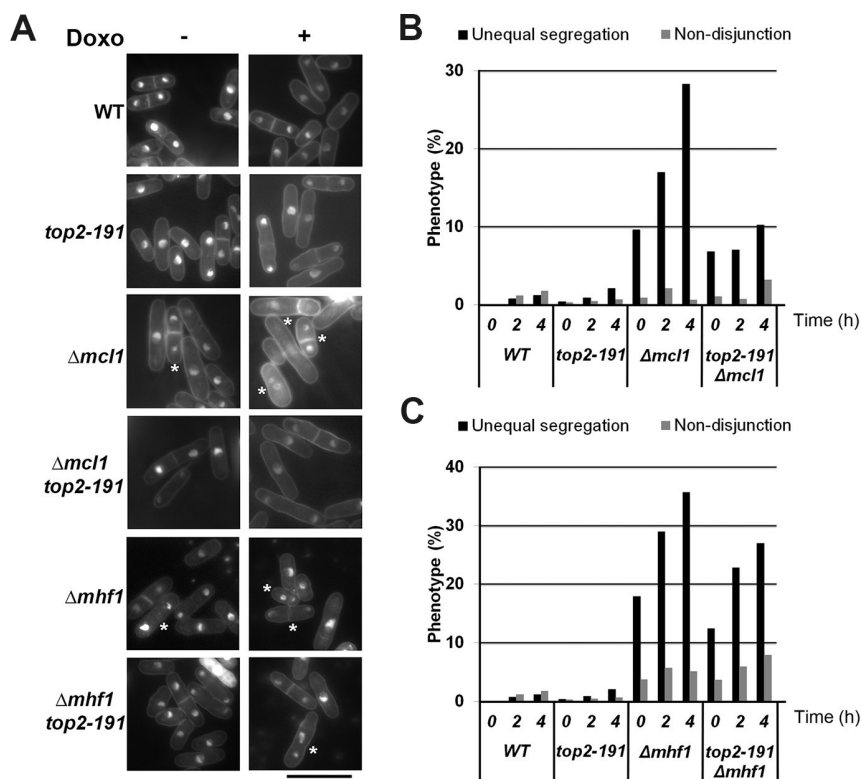 A
Doxo - +
WT
top2-191
Δmcl1
*
*
*
*
Δmcl1
top2-191
Δmhf1
*
*
*
Δmhf1
top2-191
*
B
■ Unequal segregation ■ Non-disjunction
Phenotype (%)
30
20
10
0
0 2 4 0 2 4 0 2 4 0 2 4 Time (h)
WT top2-191 Δmcl1 top2-191
Δmcl1
C
■ Unequal segregation ■ Non-disjunction
Phenotype (%)
40
30
20
10
0
0 2 4 0 2 4 0 2 4 0 2 4 Time (h)
WT top2-191 Δmhf1 top2-191
Δmhf1